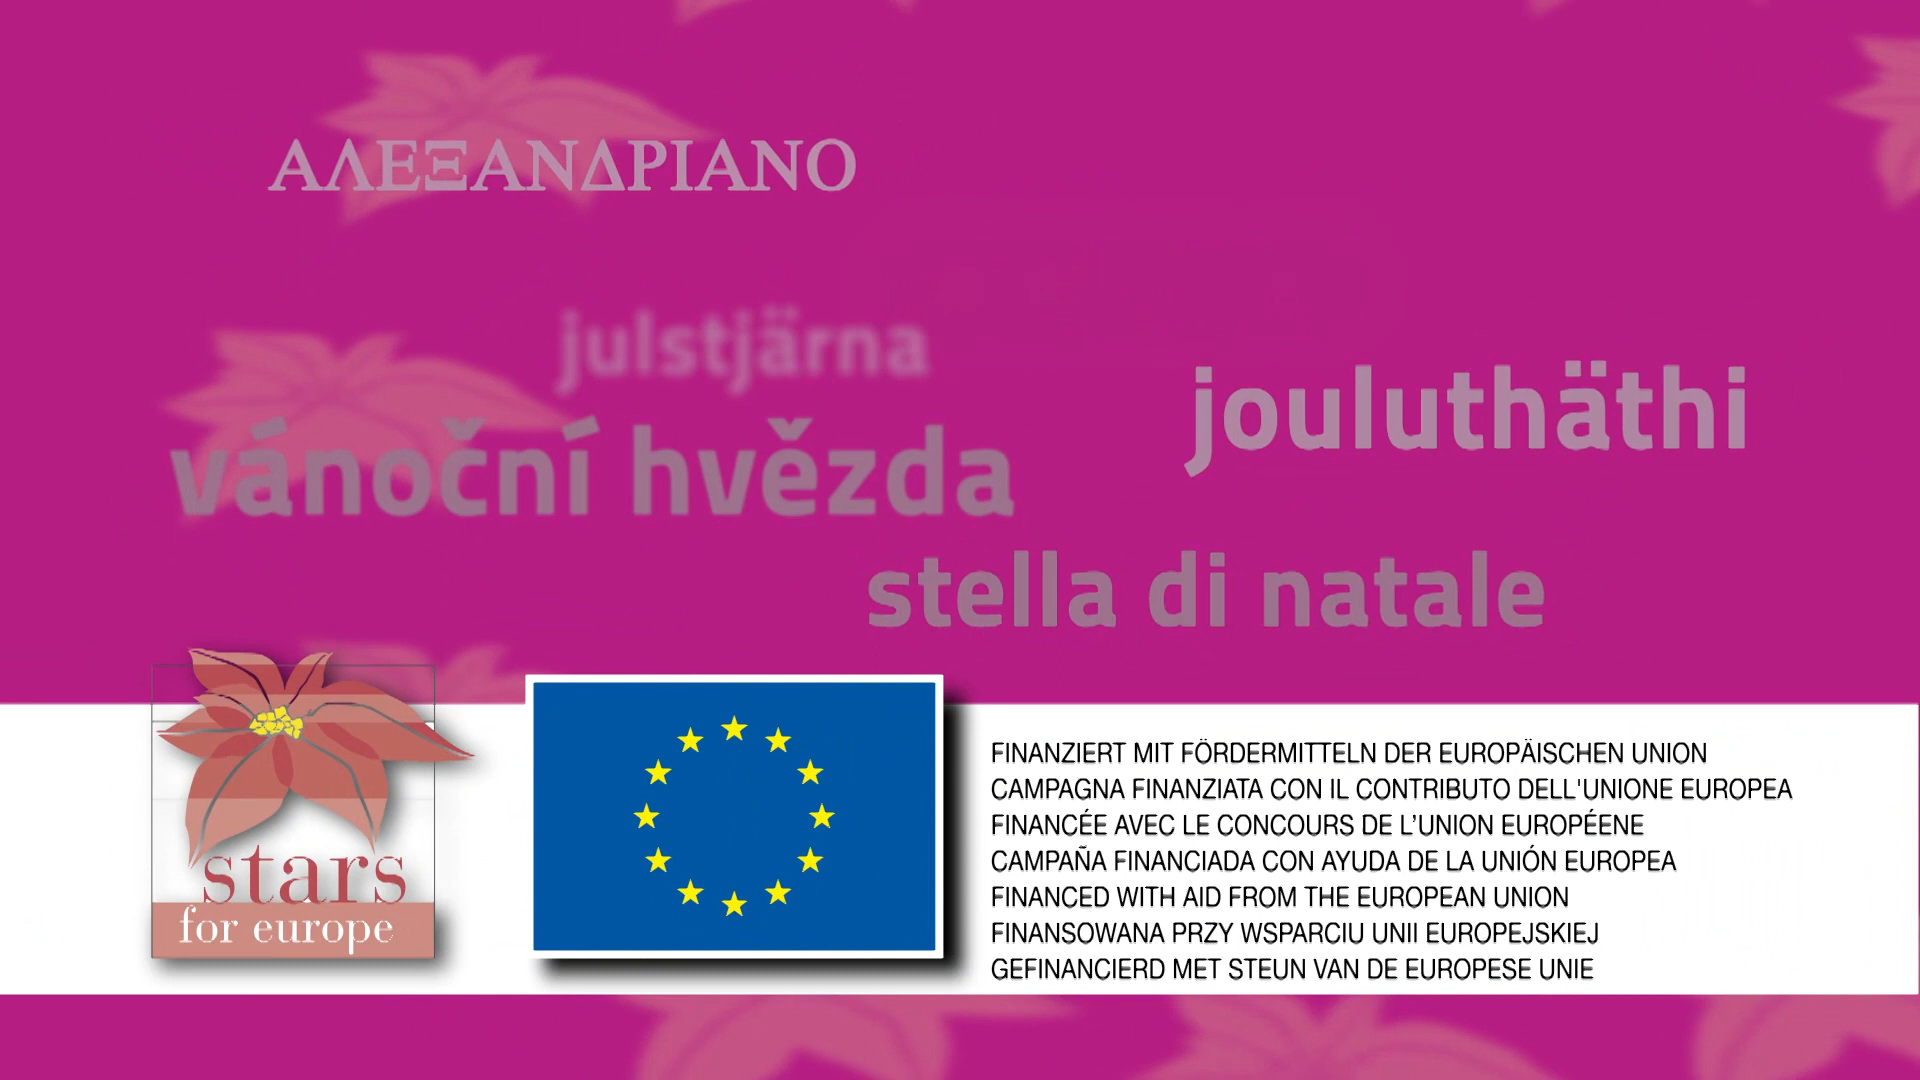 ΑΛΕΞΑΝΔΡΙΑΝΟ
julstjärna
jouluthäthi
vánoční hvězda
stella di natale
stars
for europe
FINANZIERT MIT FÖRDERMITTELN DER EUROPÄISCHEN UNION
CAMPAGNA FINANZIATA CON IL CONTRIBUTO DELL'UNIONE EUROPEA
FINANCÉE AVEC LE CONCOURS DE L’UNION EUROPÉENE
CAMPAÑA FINANCIADA CON AYUDA DE LA UNIÓN EUROPEA
FINANCED WITH AID FROM THE EUROPEAN UNION
FINANSOWANA PRZY WSPARCIU UNII EUROPEJSKIEJ
GEFINANCIERD MET STEUN VAN DE EUROPESE UNIE